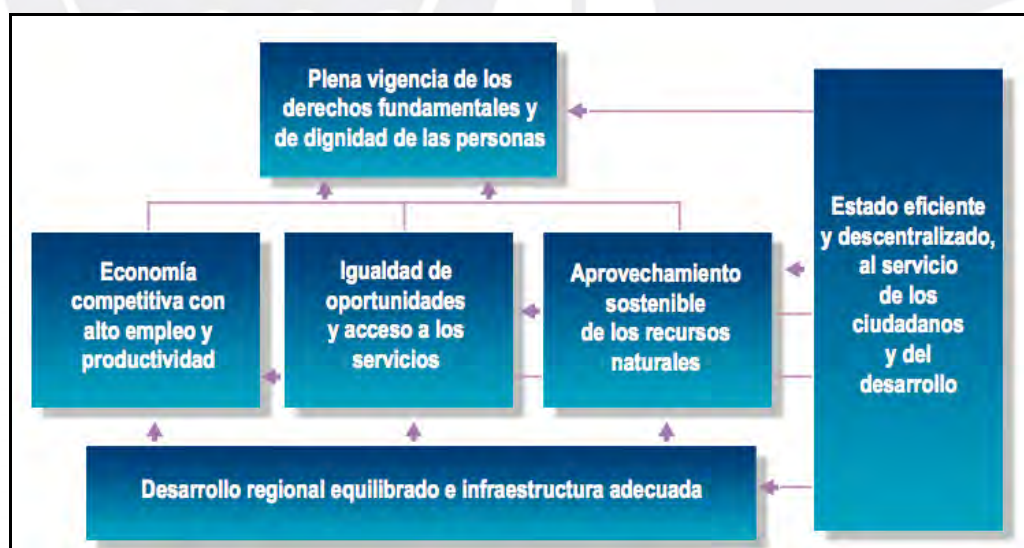 Plena vigencia de los
derechos fundamentales y
de dignidad de las personas
Economía
competitiva con
alto empleo y
productividad
Igualdad de
oportunidades
y acceso a los
servicios
Aprovechamiento
sostenible
de los recursos
naturales
Estado eficiente
y descentralizado,
al servicio
de los
ciudadanos
y del
desarrollo
Desarrollo regional equilibrado e infraestructura adecuada